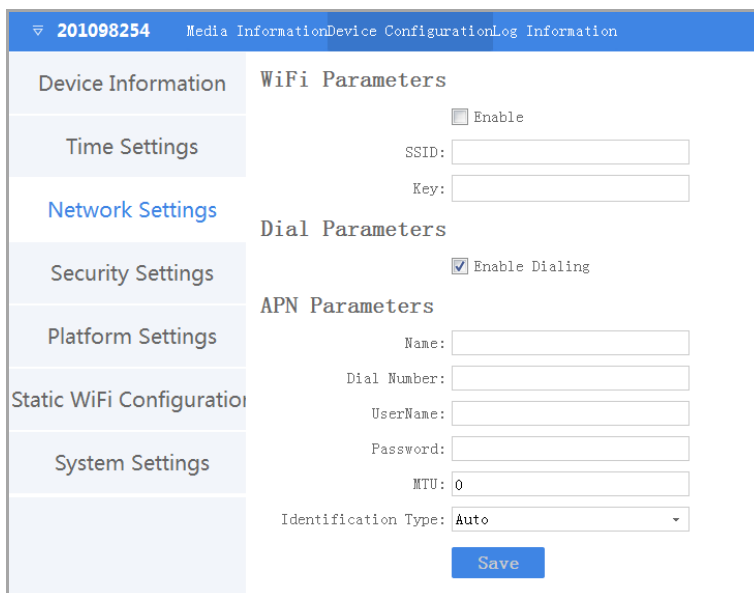 201098254 Media Information Device Configuration Log Information
Device Information
Time Settings
Network Settings
Security Settings
Platform Settings
Static WiFi Configuration
System Settings
WiFi Parameters
Enable
SSID:
Key:
Dial Parameters
Enable Dialing
APN Parameters
Name:
Dial Number:
UserName:
Password:
MTU: 0
Identification Type: Auto
Save